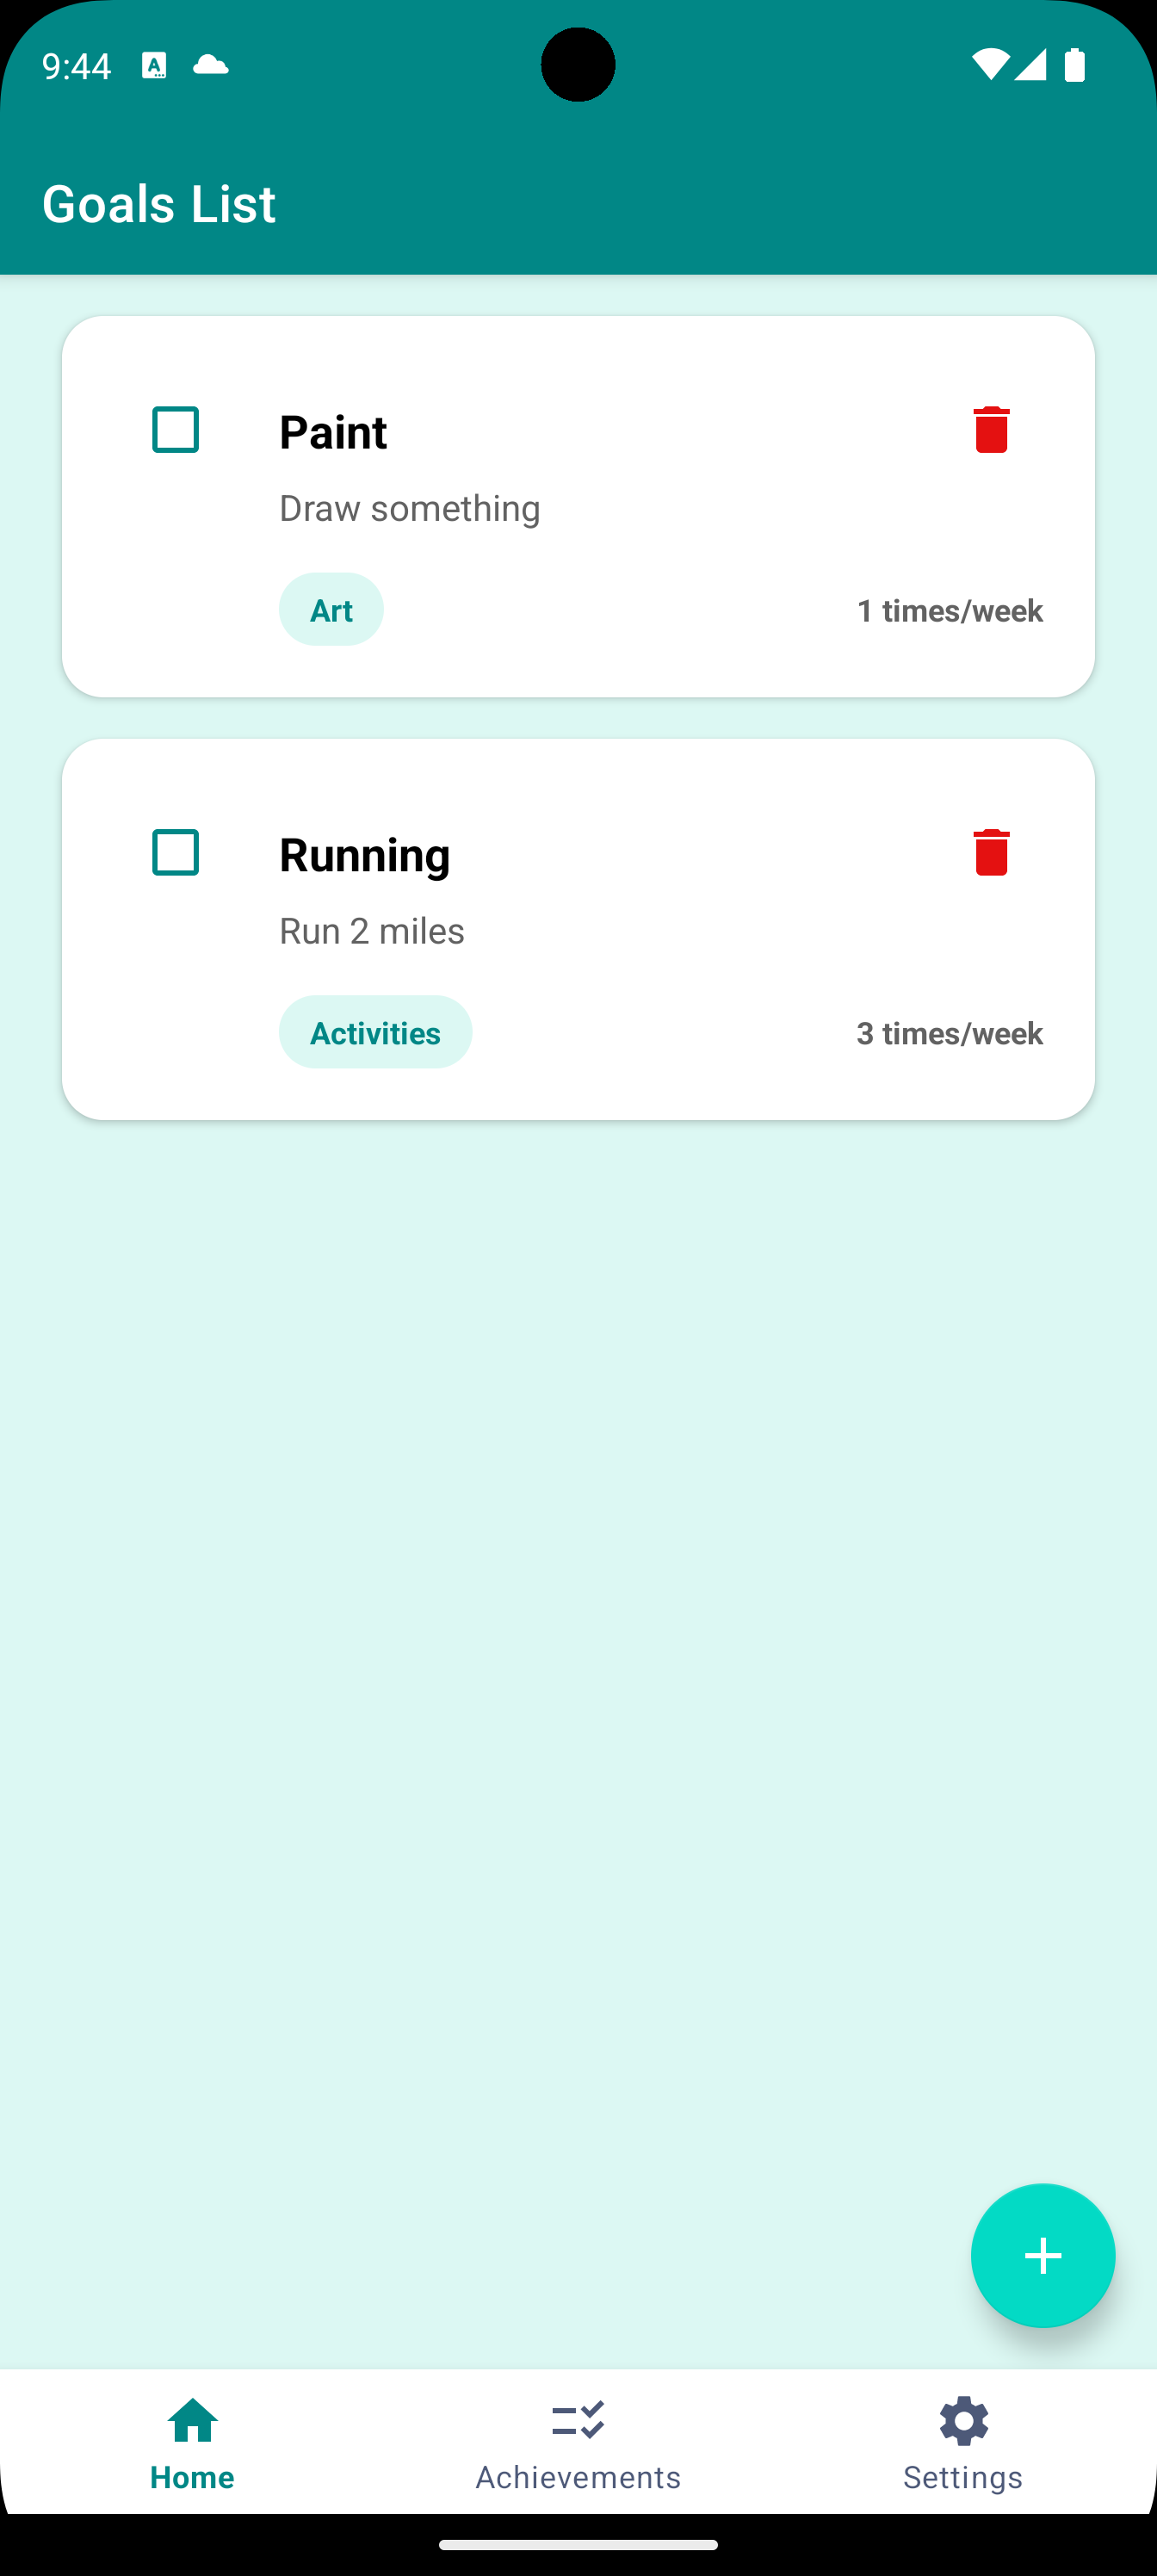 9:44
Goals List
Paint
Draw something
Art
1 times/week
Running
Run 2 miles
Activities
3 times/week
Home
Achievements
Settings